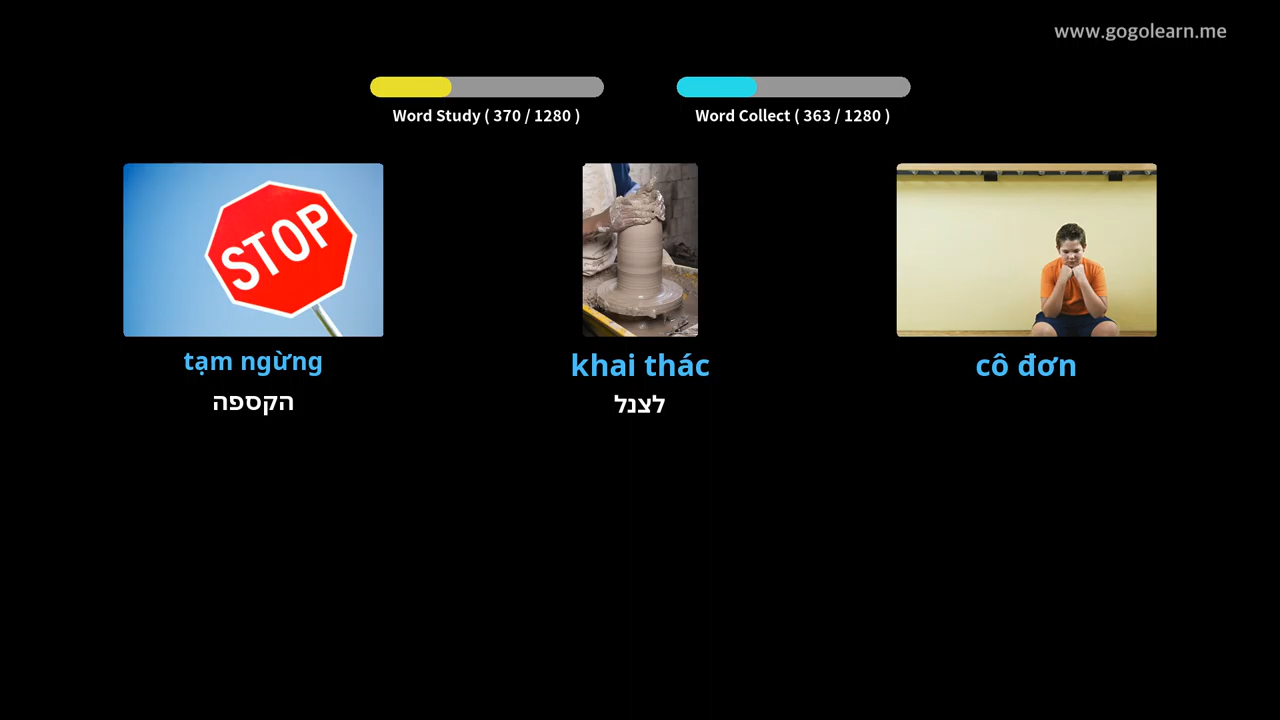 www.gogolearn.me
Word Study ( 370 / 1280 )
Word Collect ( 363 / 1280 )
STOP
tạm ngừng
khai thác
cô đơn
הקספה
לצנל